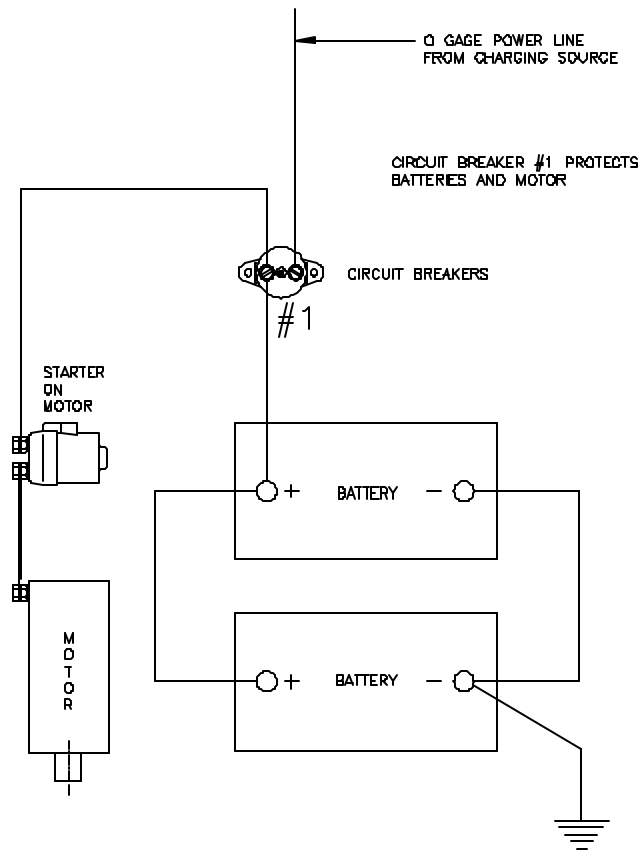 0 GAGE POWER LINE
FROM CHARGING SOURCE
CIRCUIT BREAKER #1 PROTECTS
BATTERIES AND MOTOR
CIRCUIT BREAKERS
#1
STARTER
ON
MOTOR
+ BATTERY −
+ BATTERY −
MOTOR